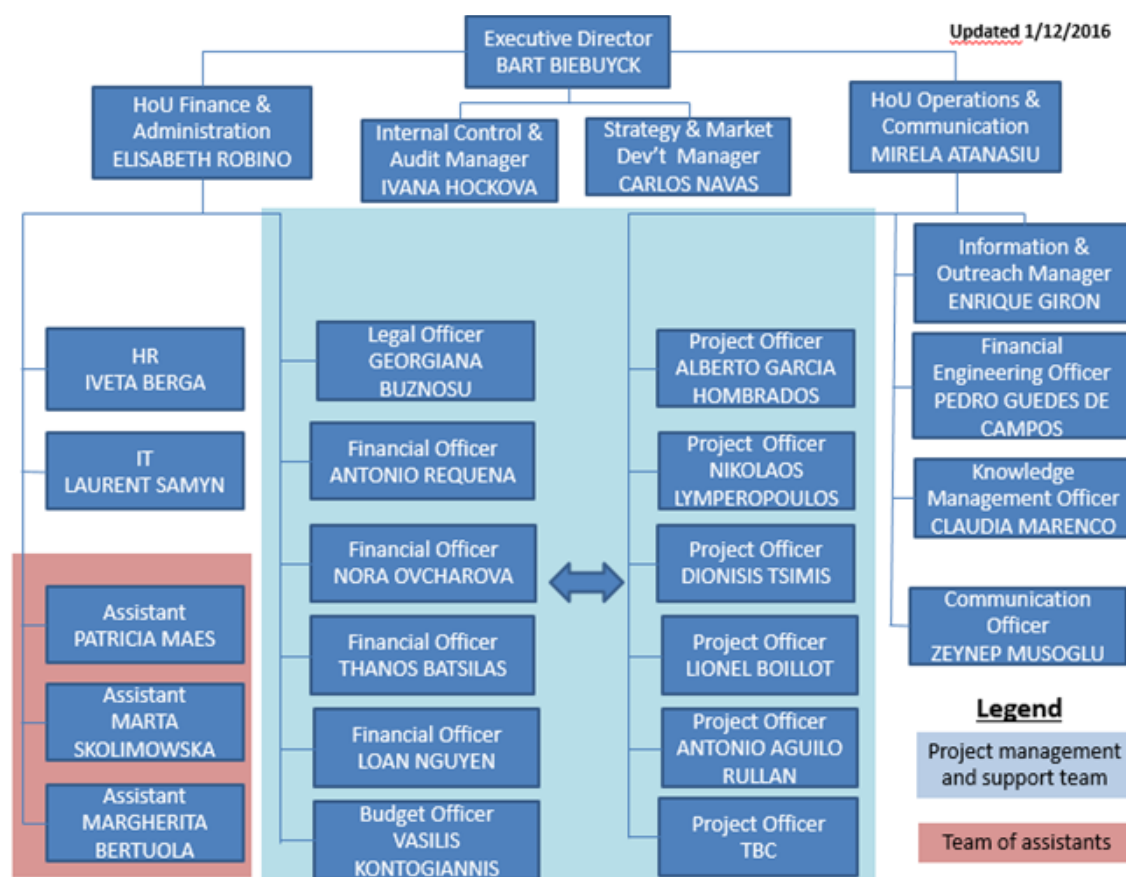 Updated 1/12/2016
Executive Director
BART BIEBUYCK
HoU Finance &
Administration
ELISABETH ROBINO
Internal Control &
Audit Manager
IVANA HOCKOVA
Strategy & Market
Dev't Manager
CARLOS NAVAS
HoU Operations &
Communication
MIRELA ATANASIU
HR
IVETA BERGA
IT
LAURENT SAMYN
Assistant
PATRICIA MAES
Assistant
MARTA
SKOLIMOWSKA
Assistant
MARGHERITA
BERTUOLA
Legal Officer
GEORGIANA
BUZNOSU
Financial Officer
ANTONIO REQUENA
Financial Officer
NORA OVCHAROVA
Financial Officer
THANOS BATSILAS
Financial Officer
LOAN NGUYEN
Budget Officer
VASILIS
KONTOGIANNIS
Project Officer
ALBERTO GARCIA
HOMBRADOS
Project Officer
NIKOLAOS
LYMPEROPOULOS
Project Officer
DIONISIS TSIMIS
Project Officer
LIONEL BOILLOT
Project Officer
ANTONIO AGUILO
RULLAN
Project Officer
TBC
Information &
Outreach Manager
ENRIQUE GIRON
Financial
Engineering Officer
PEDRO GUEDES DE
CAMPOS
Knowledge
Management Officer
CLAUDIA MARENCO
Communication
Officer
ZEYNEP MUSOGLU
Legend
Project management
and support team
Team of assistants